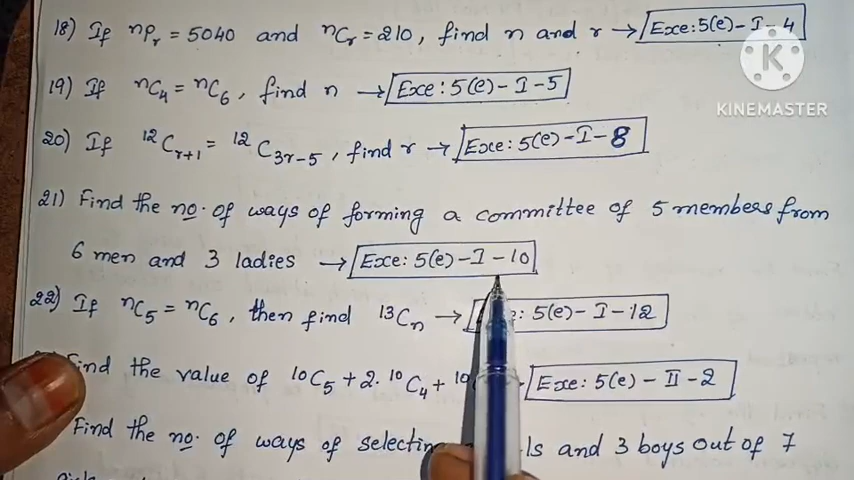 18) If nPr = 5040 and nCr = 210, find n and r → Exe: 5(e) - I - 4
KINEMASTER
19) If nC4 = nC6, find n → Exe: 5(e) - I - 5
20) If 12Cr+1 = 12C3r-5, find r → Exe: 5(e) - I - 8
21) Find the no. of ways of forming a committee of 5 members from
6 men and 3 ladies → Exe: 5(e) - I - 10
22) If nC5 = nC6, then find 13Cn → : 5(e) - I - 12
Find the value of 10C5 + 2. 10C4 + 10 Exe: 5(e) - II - 2
Find the no. of ways of and 3 boys out of 7